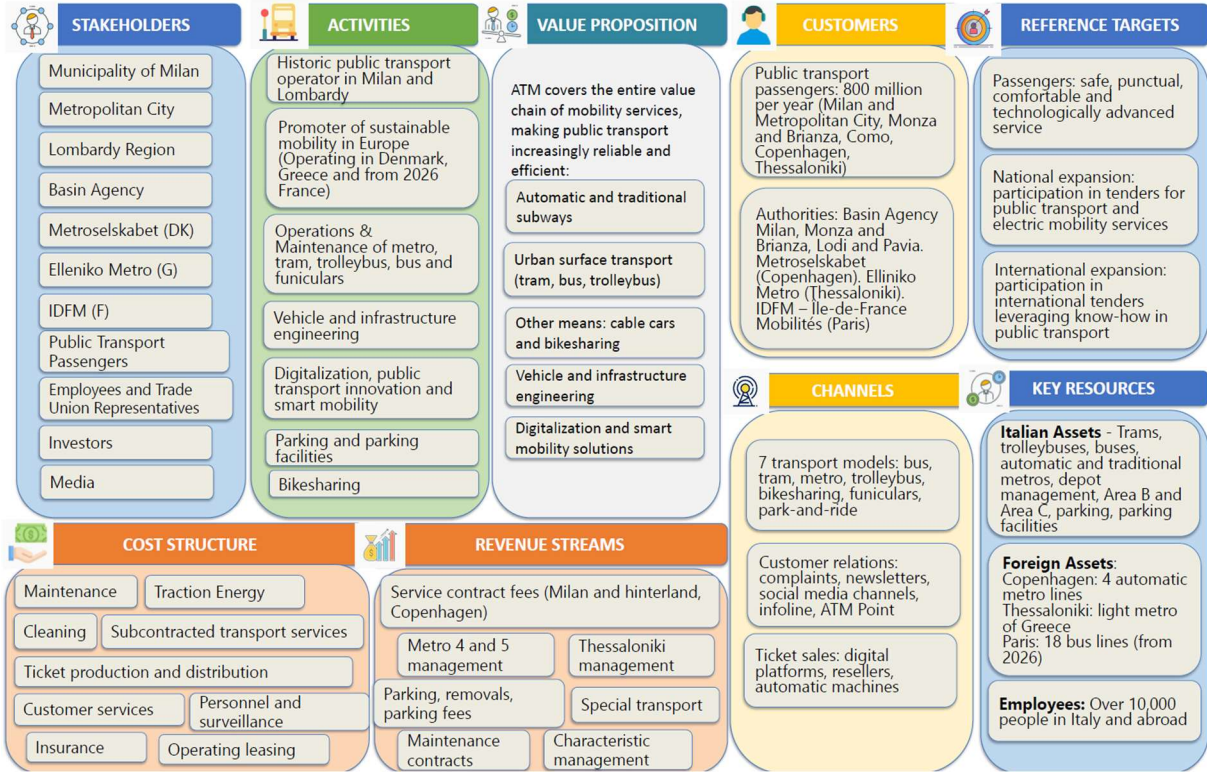 STAKEHOLDERS
Municipality of Milan
Metropolitan City
Lombardy Region
Basin Agency
Metroselskabet (DK)
Elleniko Metro (G)
IDFM (F)
Public Transport
Passengers
Employees and Trade
Union Representatives
Investors
Media
ACTIVITIES
Historic public transport
operator in Milan and
Lombardy
Promoter of sustainable
mobility in Europe
(Operating in Denmark,
Greece and from 2026
France)
Operations &
Maintenance of metro,
tram, trolleybus, bus and
funiculars
Vehicle and infrastructure
engineering
Digitalization, public
transport innovation and
smart mobility
Parking and parking
facilities
Bikesharing
VALUE PROPOSITION
ATM covers the entire value
chain of mobility services,
making public transport
increasingly reliable and
efficient:
Automatic and traditional
subways
Urban surface transport
(tram, bus, trolleybus)
Other means: cable cars
and bikesharing
Vehicle and infrastructure
engineering
Digitalization and smart
mobility solutions
CUSTOMERS
Public transport
passengers: 800 million
per year (Milan and
Metropolitan City, Monza
and Brianza, Como,
Copenhagen,
Thessaloniki)
Authorities: Basin Agency
Milan, Monza and
Brianza, Lodi and Pavia.
Metroselskabet
(Copenhagen). Elliniko
Metro (Thessaloniki).
IDFM – Île-de-France
Mobilités (Paris)
REFERENCE TARGETS
Passengers: safe, punctual,
comfortable and
technologically advanced
service
National expansion:
participation in tenders for
public transport and
electric mobility services
International expansion:
participation in
international tenders
leveraging know-how in
public transport
CHANNELS
7 transport models: bus,
tram, metro, trolleybus,
bikesharing, funiculars,
park-and-ride
Customer relations:
complaints, newsletters,
social media channels,
infoline, ATM Point
Ticket sales: digital
platforms, resellers,
automatic machines
KEY RESOURCES
Italian Assets - Trams,
trolleybuses, buses,
automatic and traditional
metros, depot
management, Area B and
Area C, parking, parking
facilities
Foreign Assets:
Copenhagen: 4 automatic
metro lines
Thessaloniki: light metro
of Greece
Paris: 18 bus lines (from
2026)
Employees: Over 10,000
people in Italy and abroad
COST STRUCTURE
Maintenance
Traction Energy
Cleaning
Subcontracted transport services
Ticket production and distribution
Customer services
Personnel and
surveillance
Insurance
Operating leasing
REVENUE STREAMS
Service contract fees (Milan and hinterland,
Copenhagen)
Metro 4 and 5
management
Thessaloniki
management
Parking, removals,
parking fees
Special transport
Maintenance
contracts
Characteristic
management